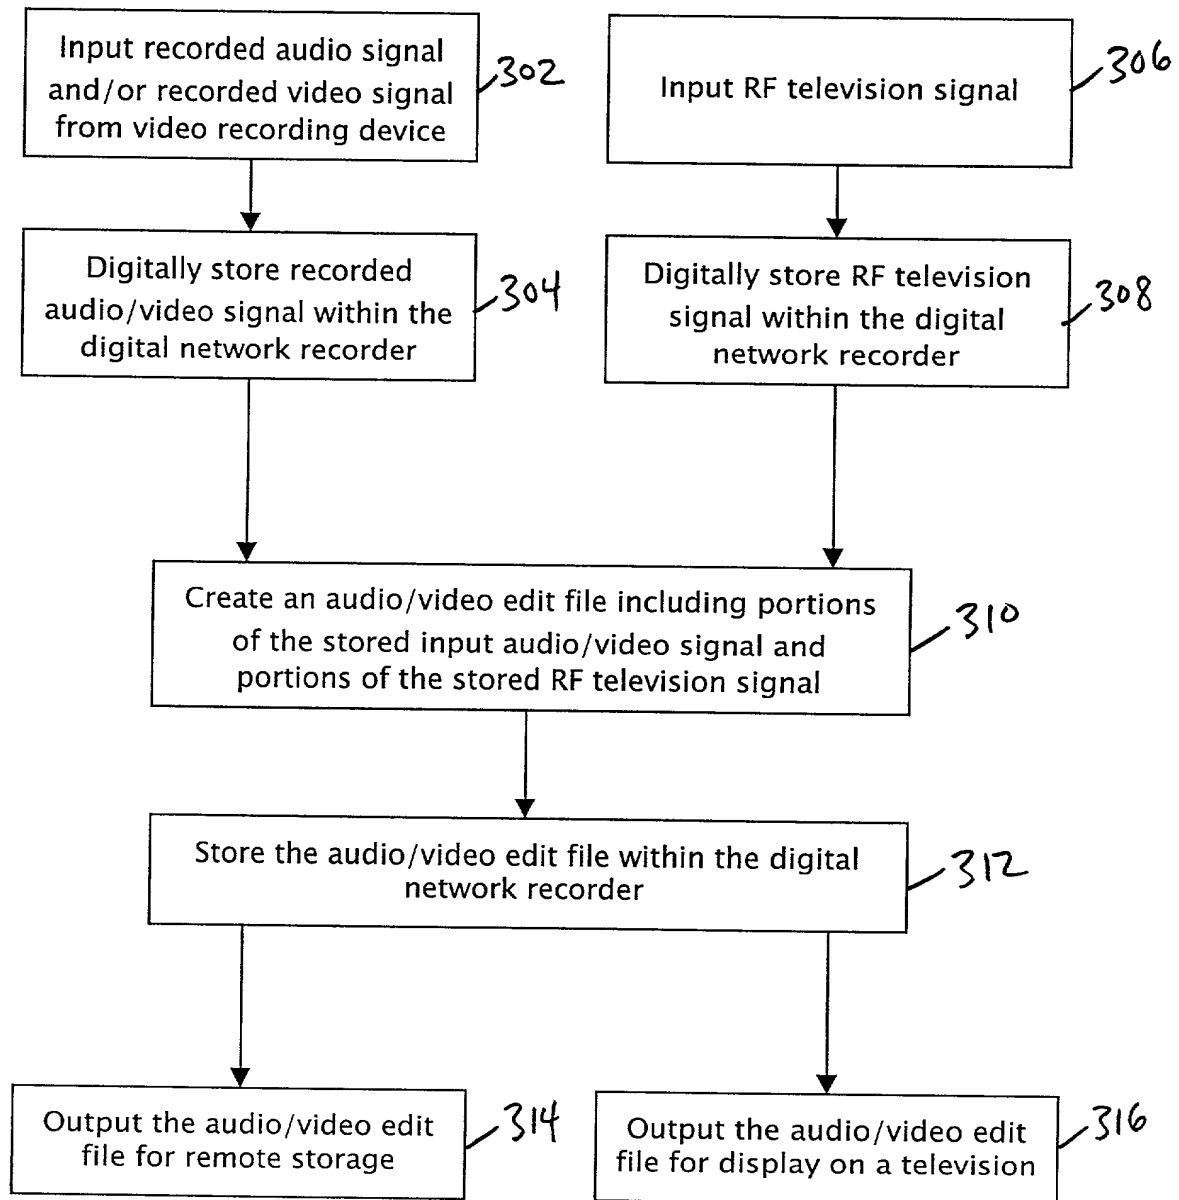 Input recorded audio signal
and/or recorded video signal
from video recording device
302
Input RF television signal
306
Digitally store recorded
audio/video signal within the
digital network recorder
304
Digitally store RF television
signal within the digital
network recorder
308
Create an audio/video edit file including portions
of the stored input audio/video signal and
portions of the stored RF television signal
310
Store the audio/video edit file within the digital
network recorder
312
Output the audio/video edit
file for remote storage
314
Output the audio/video edit
file for display on a television
316